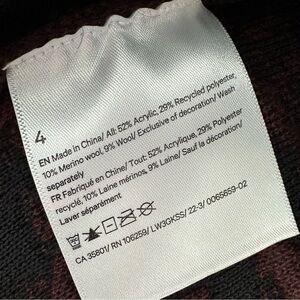 4
EN Made in China/ All: 52% Acrylic, 29% Recycled polyester,
10% Merino wool, 9% Wool/ Exclusive of decoration/ Wash
separately
FR Fabriqué en Chine/ Tout: 52% Acrylique, 29% Polyester
recyclé, 10% Laine mérinos, 9% Laine/ Sauf la décoration/
Laver séparément
CA 35801/ RN 106259/ LW3GKSS/ 22-3/ 0065659-02